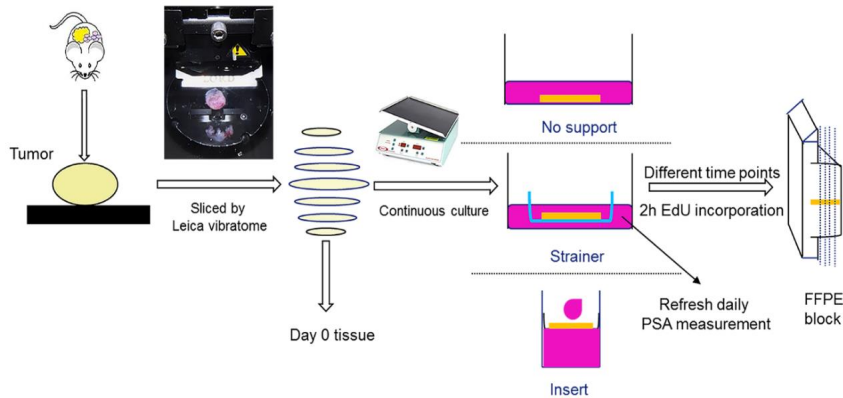 Tumor
Sliced by
Leica vibratome
Day 0 tissue
Continuous culture
No support
Strainer
Insert
Different time points
2h EdU incorporation
Refresh daily
PSA measurement
FFPE
block